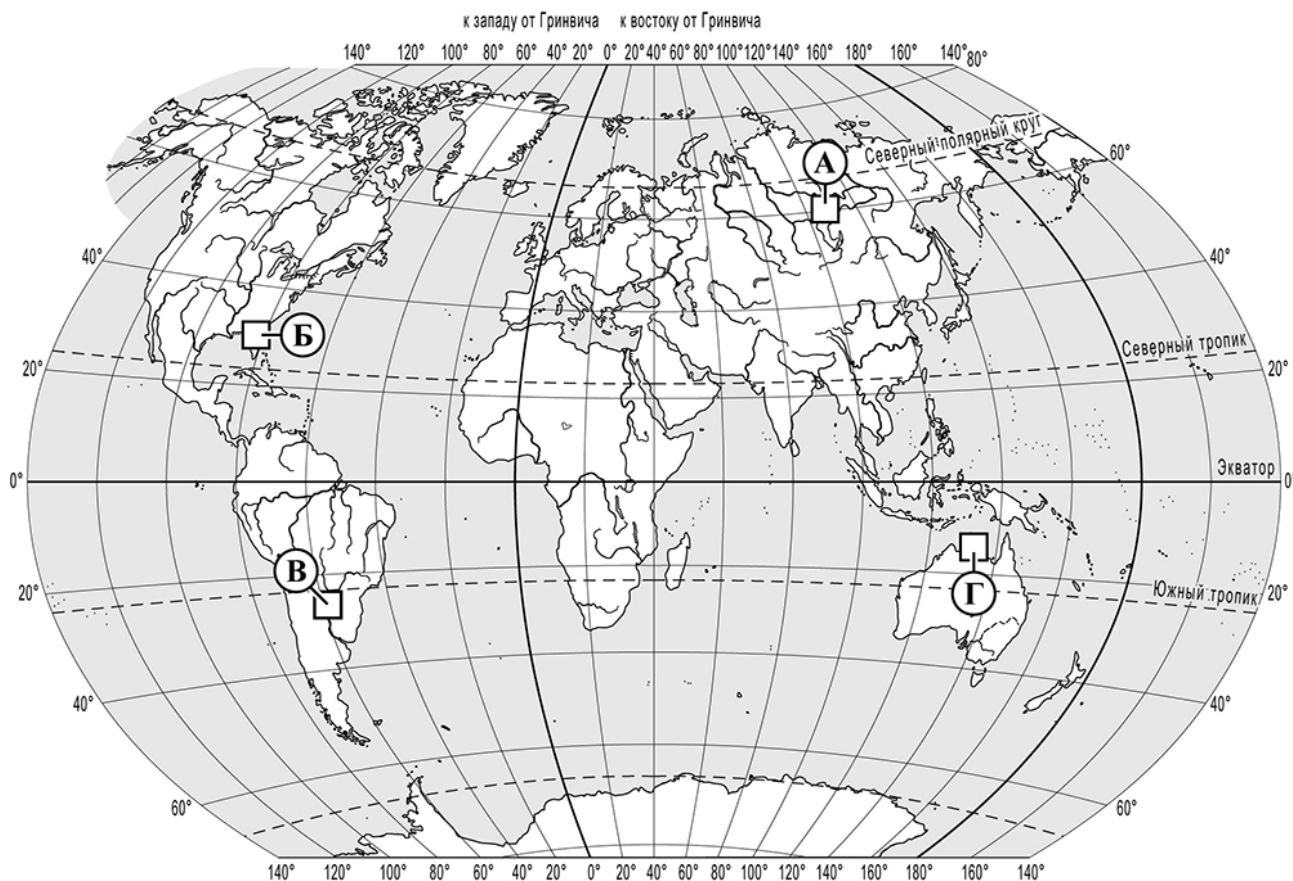 к западу от Гринвича к востоку от Гринвича
140° 120° 100° 80° 60° 40° 20° 0° 20° 40° 60° 80° 100° 120° 140° 160° 180° 160° 140° 80°
Северный полярный круг
60°
А
40°
40°
Б
Северный тропик
20°
20°
0°
Экватор
0
В
Г
20°
Южный тропик
20°
40°
40°
60°
60°
140° 120° 100° 80° 60° 40° 20° 0° 20° 40° 60° 80° 100° 120° 140° 160° 180° 160° 140°